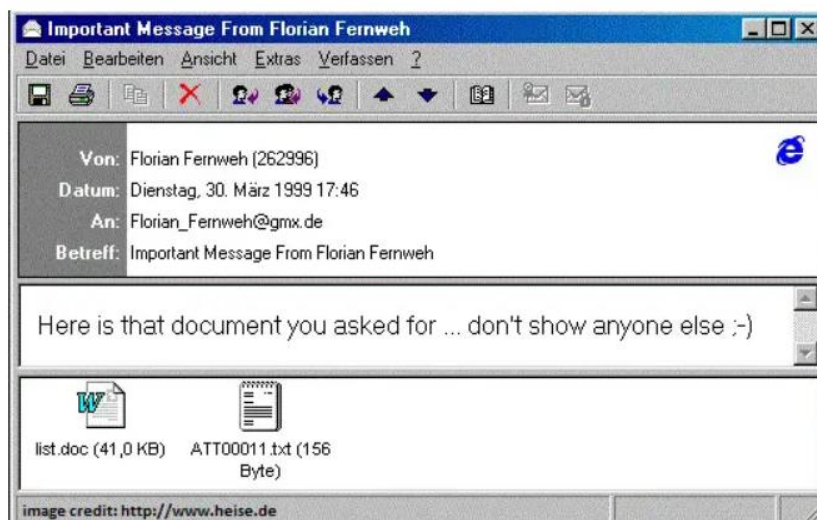 Important Message From Florian Fernweh
Datei Bearbeiten Ansicht Extras Verfassen ?
Von: Florian Fernweh (262996)
Datum: Dienstag, 30. März 1999 17:46
An: Florian_Fernweh@gmx.de
Betreff: Important Message From Florian Fernweh
Here is that document you asked for ... don't show anyone else ;-)
list.doc (41,0 KB) ATT00011.txt (156
Byte)
image credit: http://www.heise.de